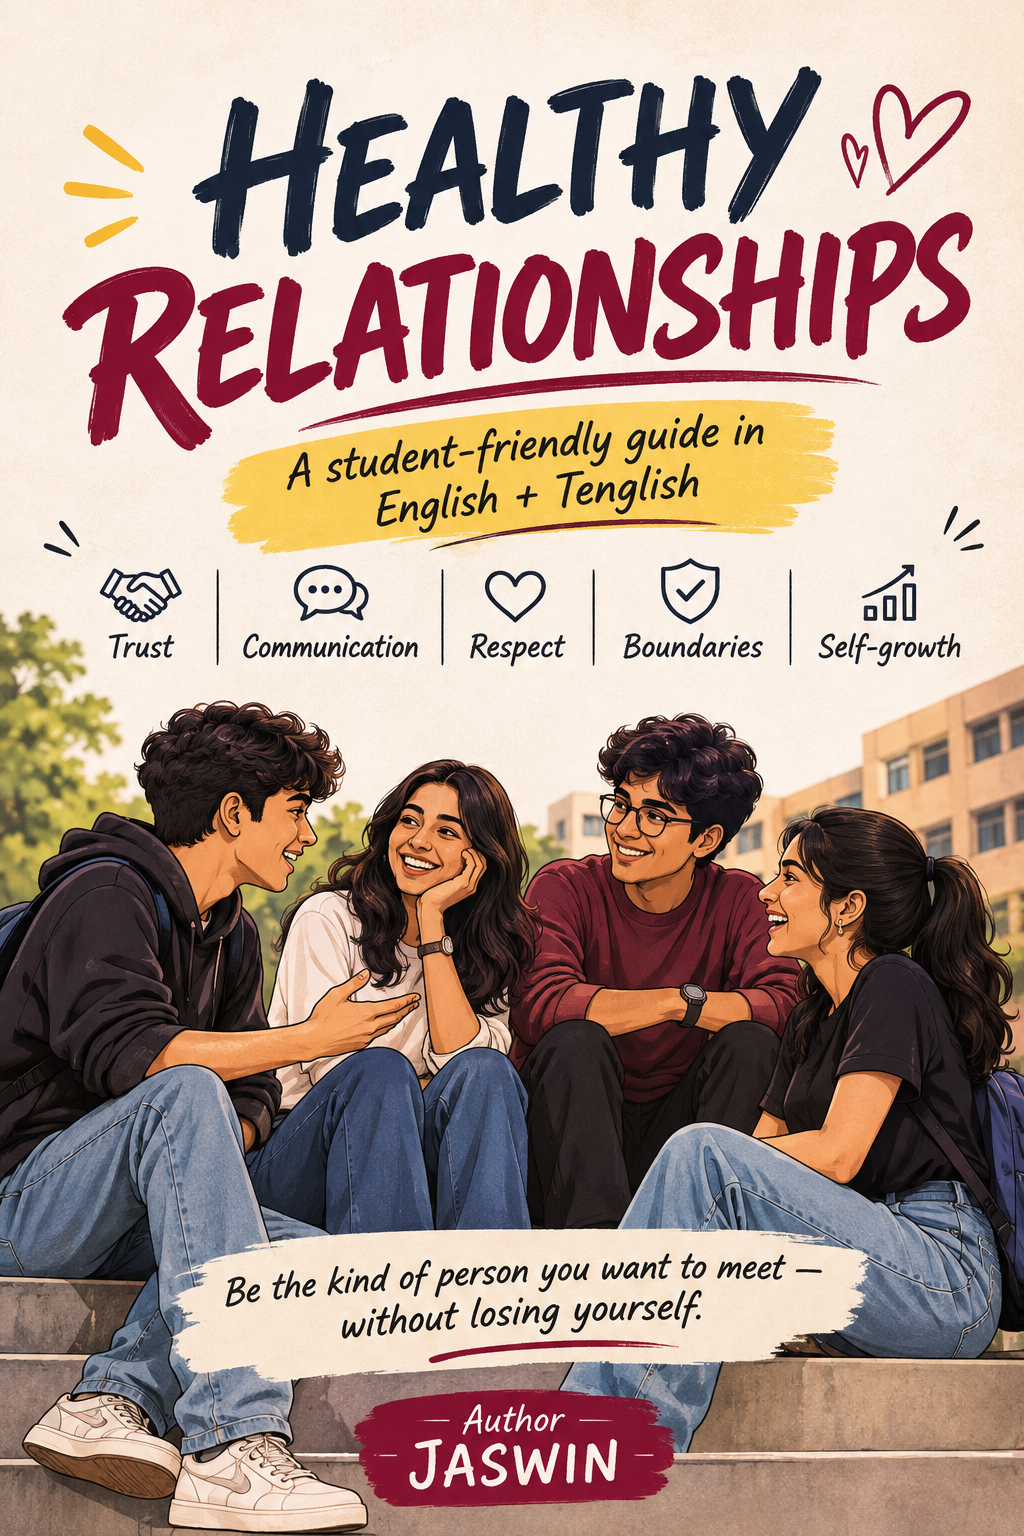 HEALTHY
RELATIONSHIPS
A student-friendly guide in
English + Tenglish
Trust
Communication
Respect
Boundaries
Self-growth
Be the kind of person you want to meet —
without losing yourself.
Author
JASWIN